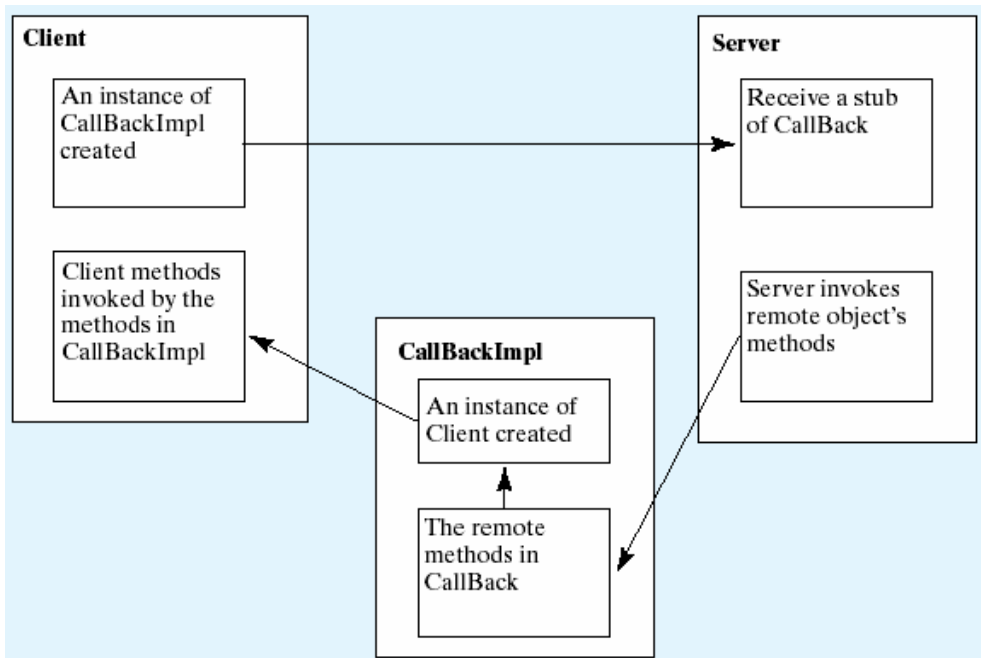 Client
An instance of
CallBackImpl
created
Client methods
invoked by the
methods in
CallBackImpl
Server
Receive a stub
of CallBack
Server invokes
remote object's
methods
CallBackImpl
An instance of
Client created
The remote
methods in
CallBack